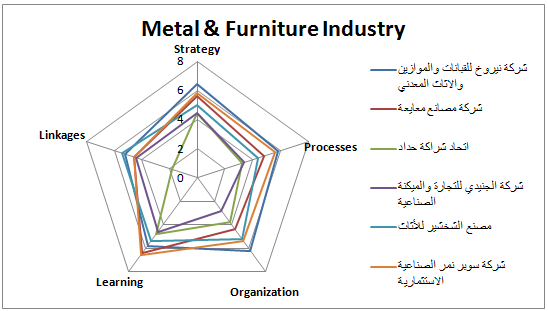 Metal & Furniture Industry
Strategy
8
6
4
2
0
Processes
Organization
Learning
Linkages
شركة نيروخ للقبانات والموازين
والاثاث المعدني
شركة مصانع معايعة
اتحاد شراكة حداد
شركة الجنيدي للتجارة والميكنة
الصناعية
مصنع الشخشير للأثاث
شركة سوبر نمر الصناعية
الاستثمارية